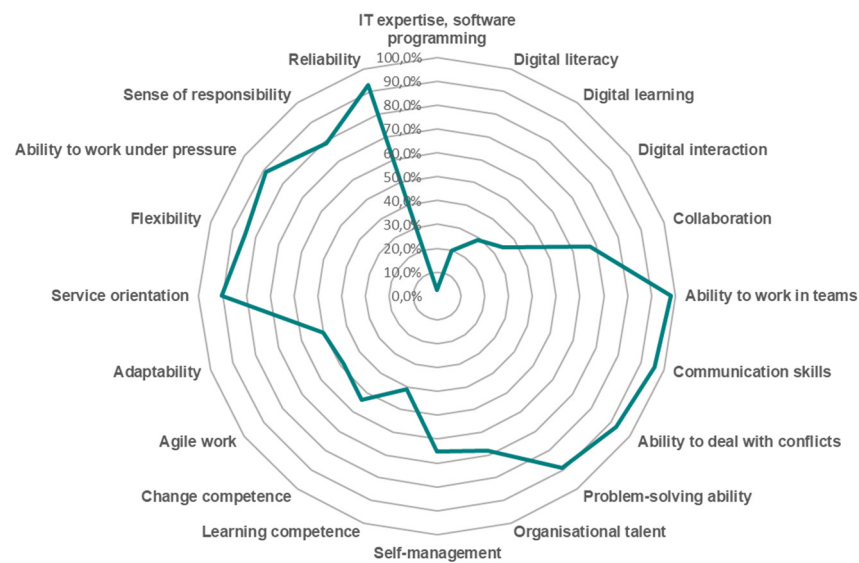 IT expertise, software
programming
Digital literacy
Digital learning
Digital interaction
Collaboration
Ability to work in teams
Communication skills
Ability to deal with conflicts
Problem-solving ability
Organisational talent
Self-management
Learning competence
Change competence
Agile work
Adaptability
Service orientation
Flexibility
Ability to work under pressure
Sense of responsibility
Reliability
100,0%
90,0%
80,0%
70,0%
60,0%
50,0%
40,0%
30,0%
20,0%
10,0%
0,0%